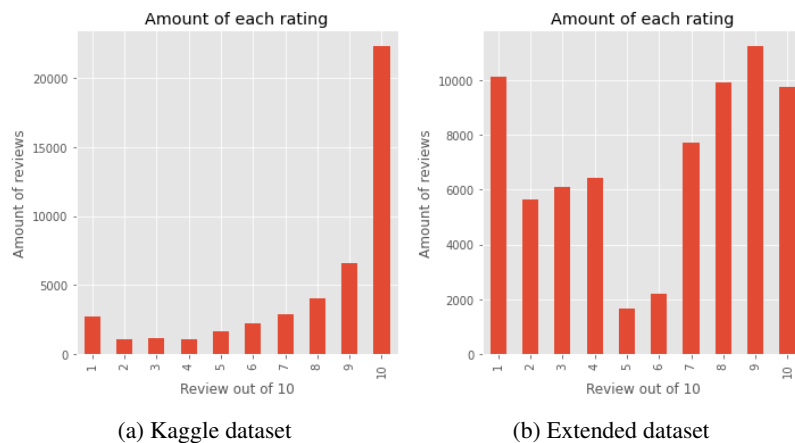 Amount of each rating
Amount of reviews
20000
15000
10000
5000
0
1 2 3 4 5 6 7 8 9 10
Review out of 10
(a) Kaggle dataset
Amount of each rating
Amount of reviews
10000
8000
6000
4000
2000
0
1 2 3 4 5 6 7 8 9 10
Review out of 10
(b) Extended dataset